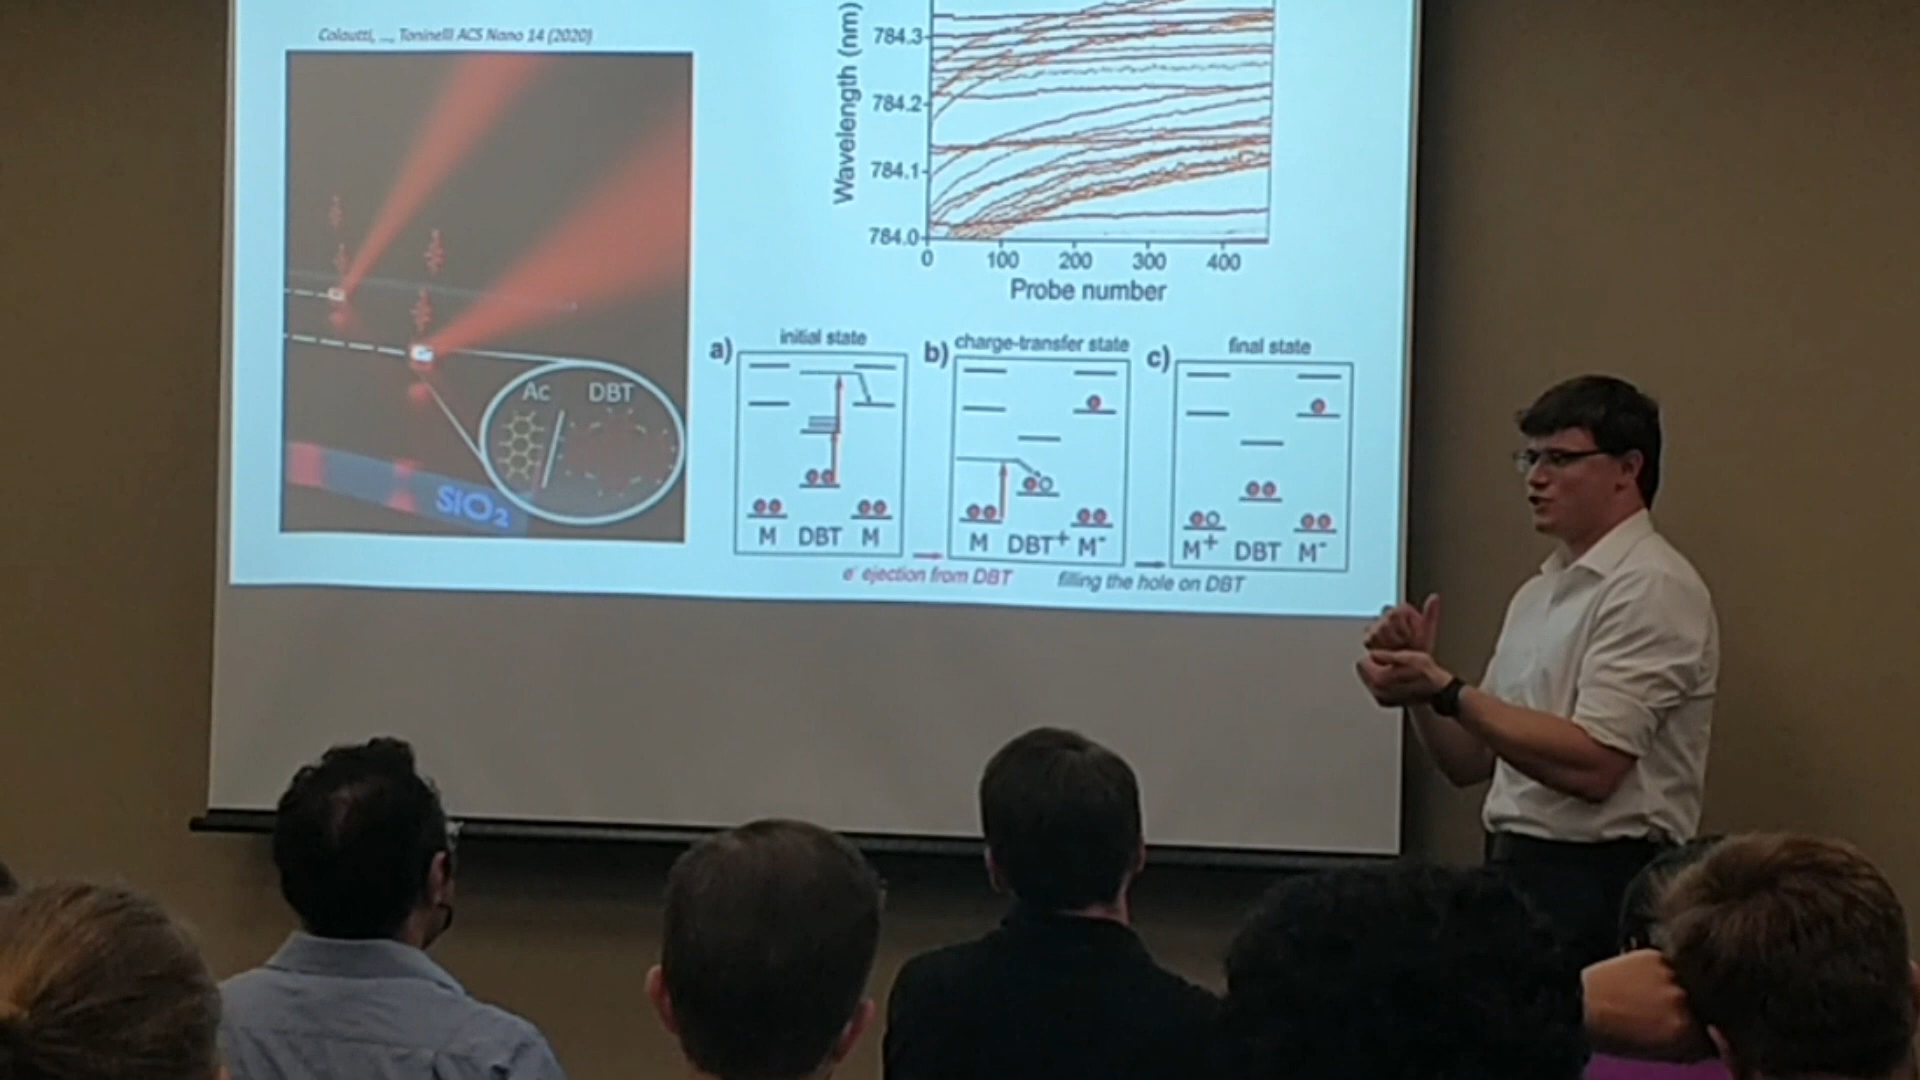 Colautti, ..., Toninelli ACS Nano 14 (2020)
Ac DBT
SiO₂
Wavelength (nm)
784.3
784.2
784.1
784.0
0 100 200 300 400
Probe number
a) initial state
M DBT M
b) charge-transfer state
M DBT⁺ M⁻
c) final state
M⁺ DBT M⁻
e⁻ ejection from DBT
filling the hole on DBT